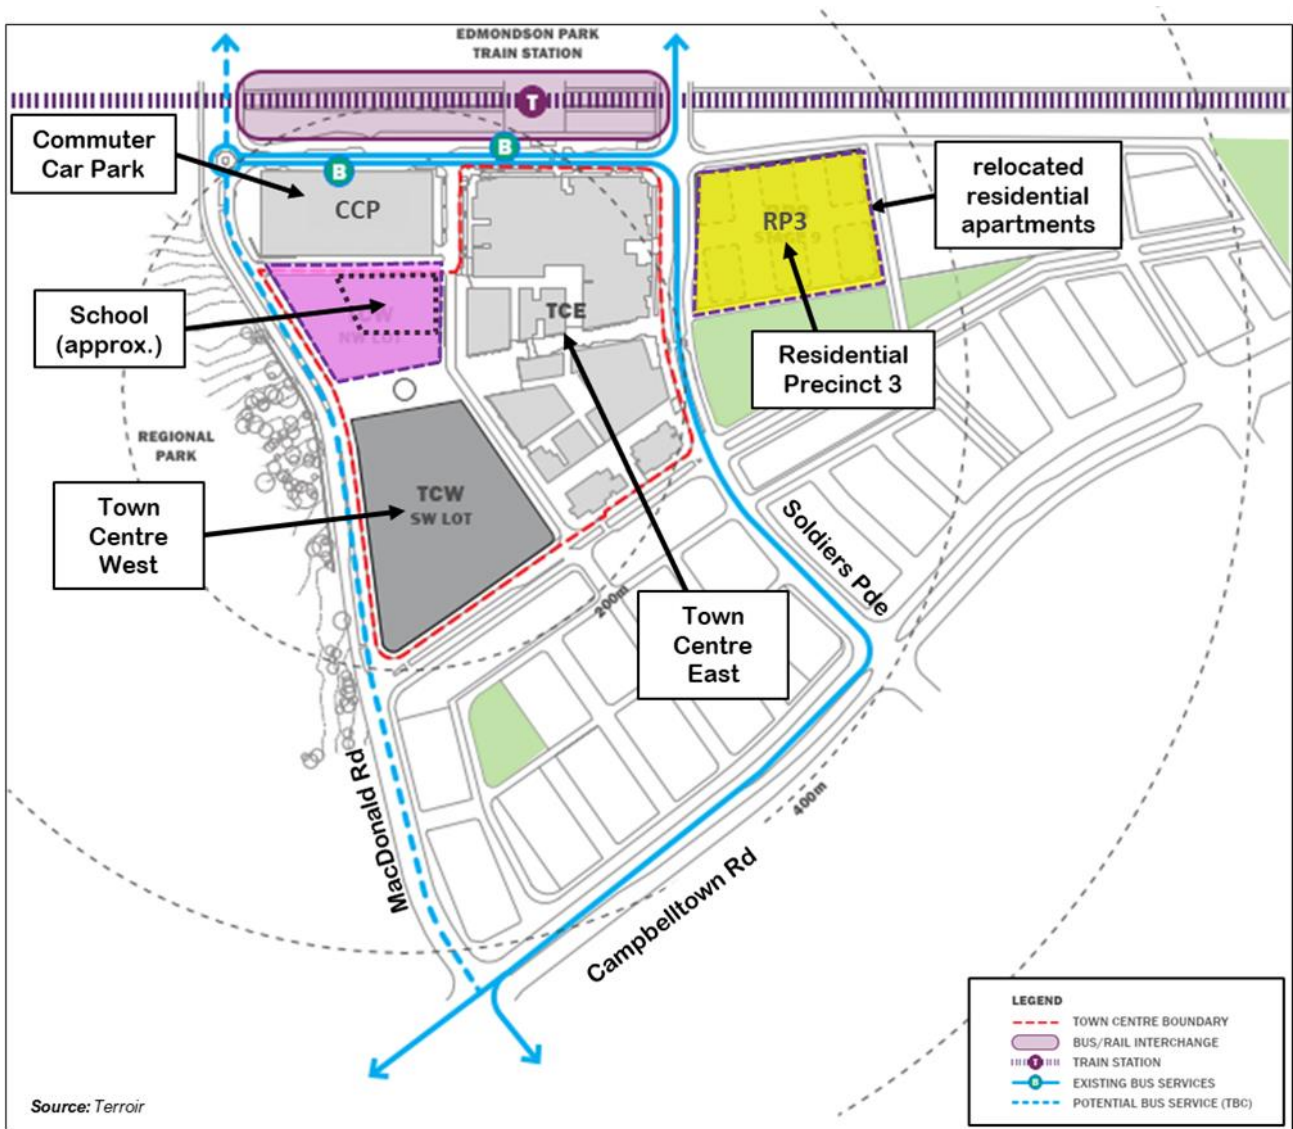 EDMONDSON PARK
TRAIN STATION
T
Commuter
Car Park
B
B
CCP
relocated
residential
apartments
RP3
STAGE 9
School
(approx.)
NW LOT
TCE
Residential
Precinct 3
REGIONAL
PARK
TCW
SW LOT
Town
Centre
West
Soldiers Pde
200m
Town
Centre
East
MacDonald Rd
400m
Campbelltown Rd
LEGEND
TOWN CENTRE BOUNDARY
BUS/RAIL INTERCHANGE
T TRAIN STATION
B EXISTING BUS SERVICES
POTENTIAL BUS SERVICE (TBC)
Source: Terroir